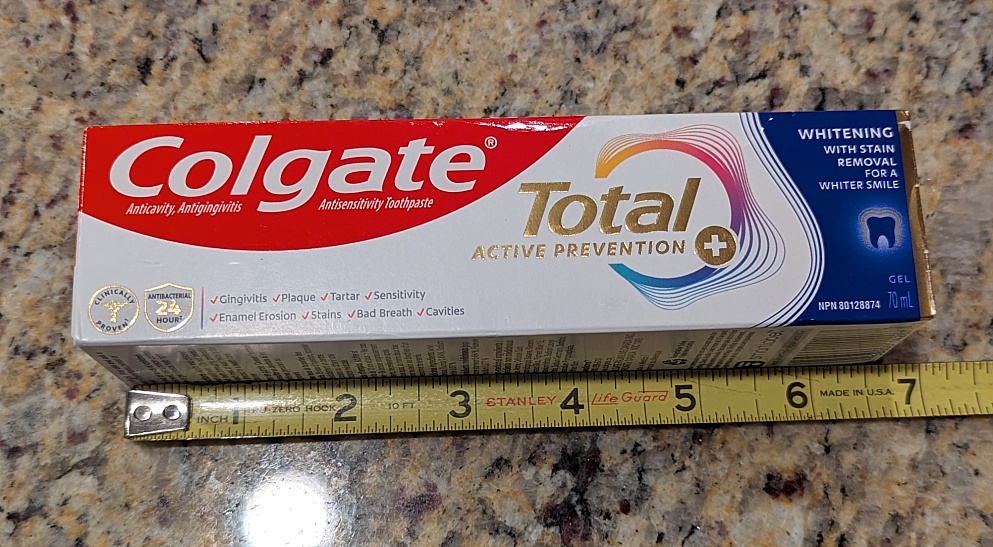 Colgate®
Anticavity, Antigingivitis Antisensitivity Toothpaste
Total
ACTIVE PREVENTION +
WHITENING
WITH STAIN
REMOVAL
FOR A
WHITER SMILE
GEL
NPN 80128874 70 mL
CLINICALLY
PROVEN
ANTIBACTERIAL
24
HOUR
✓Gingivitis ✓Plaque ✓Tartar ✓Sensitivity
✓Enamel Erosion ✓Stains ✓Bad Breath ✓Cavities
INCH 1 ZERO HOOK 2 10 FT 3 STANLEY 4 Life Guard 5 6 MADE IN U.S.A. 7